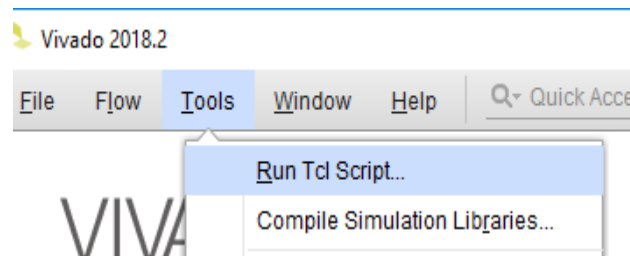 Vivado 2018.2
File Flow Tools Window Help Quick Acce
Run Tcl Script...
Compile Simulation Libraries...
VIVA